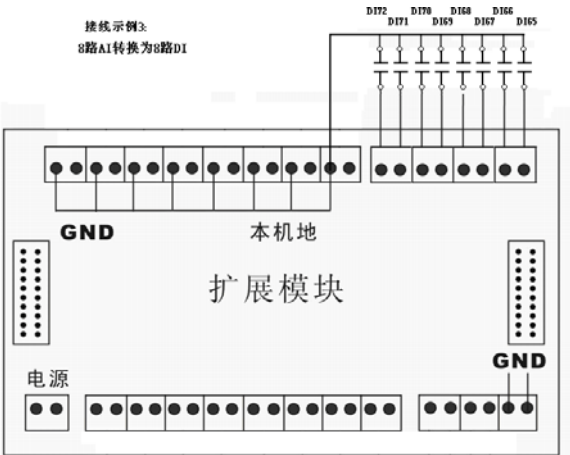 接线示例3:
8路AI转换为8路DI
DI72 DI70 DI68 DI66
DI71 DI69 DI67 DI65
GND 本机地
扩展模块
GND
电源